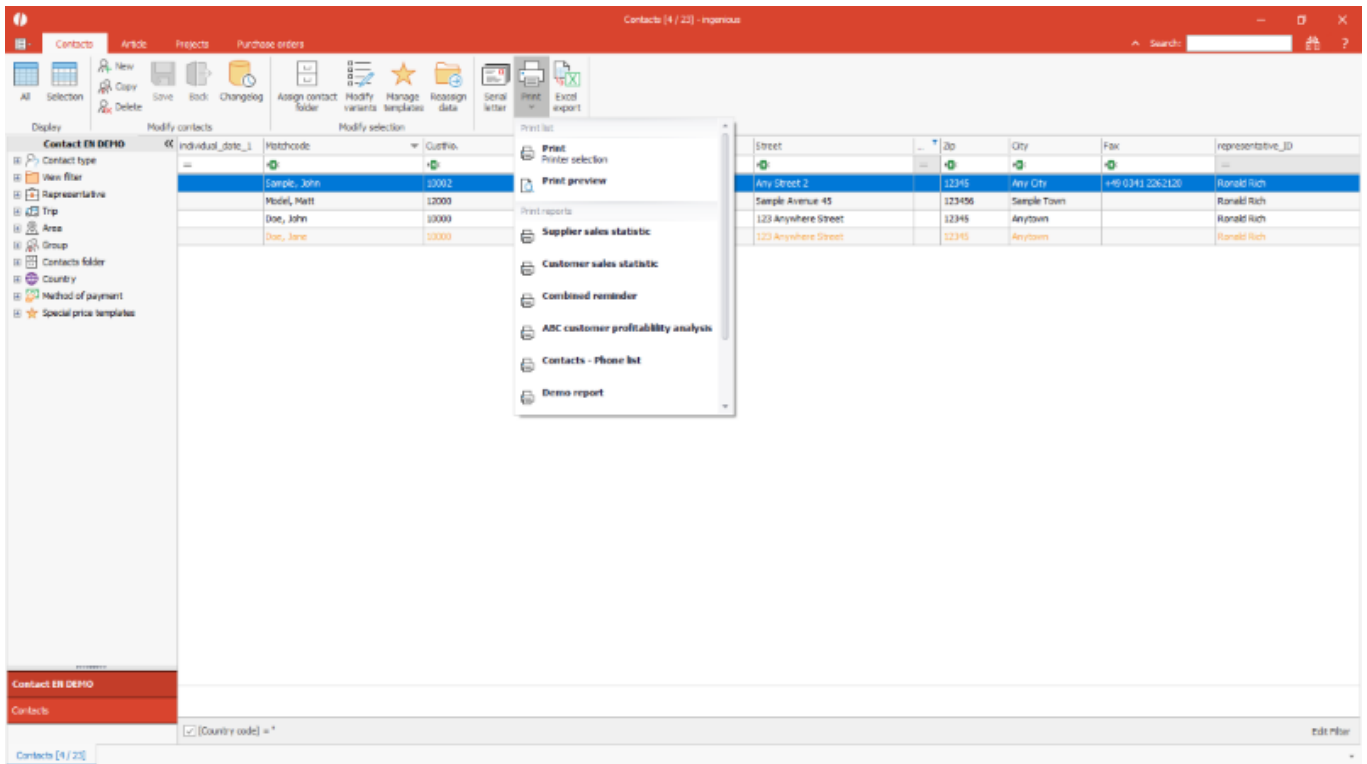 Contacts [4 / 23] - ingenious
Contacts Article Projects Purchase orders Search: ?
All Selection New Copy Delete Save Back Changelog Assign contact folder Modify variants Manage templates Reassign data Serial letter Print Excel export
Display Modify contacts Modify selection
Contact EN DEMO
Contact type
View filter
Representative
Trip
Area
Group
Contacts folder
Country
Method of payment
Special price templates
individual_date_1 Matchcode CustNo. Street ... Zip City Fax representative_ID
Sample, John 10002 Any Street 2 12345 Any City +49 0341 2262120 Ronald Rich
Model, Matt 12000 Sample Avenue 45 123456 Sample Town Ronald Rich
Doe, John 10000 123 Anywhere Street 12345 Anytown Ronald Rich
Doe, Jane 10000 123 Anywhere Street 12345 Anytown Ronald Rich
Print list
Print
Printer selection
Print preview
Print reports
Supplier sales statistic
Customer sales statistic
Combined reminder
ABC customer profitablility analysis
Contacts - Phone list
Demo report
Contact EN DEMO
Contacts
[Country code] = * Edit Filter
Contacts [4 / 23]